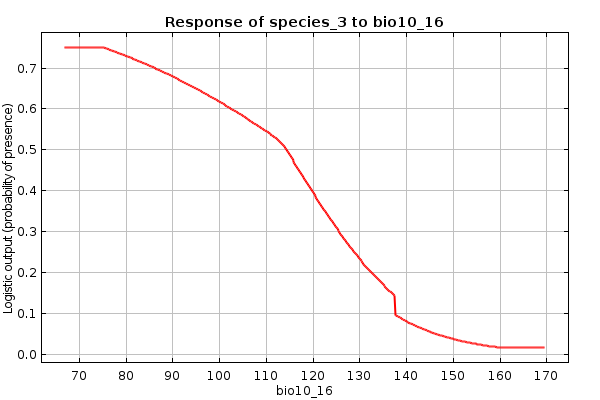 Response of species_3 to bio10_16
Logistic output (probability of presence)
0.7
0.6
0.5
0.4
0.3
0.2
0.1
0.0
70 80 90 100 110 120 130 140 150 160 170
bio10_16